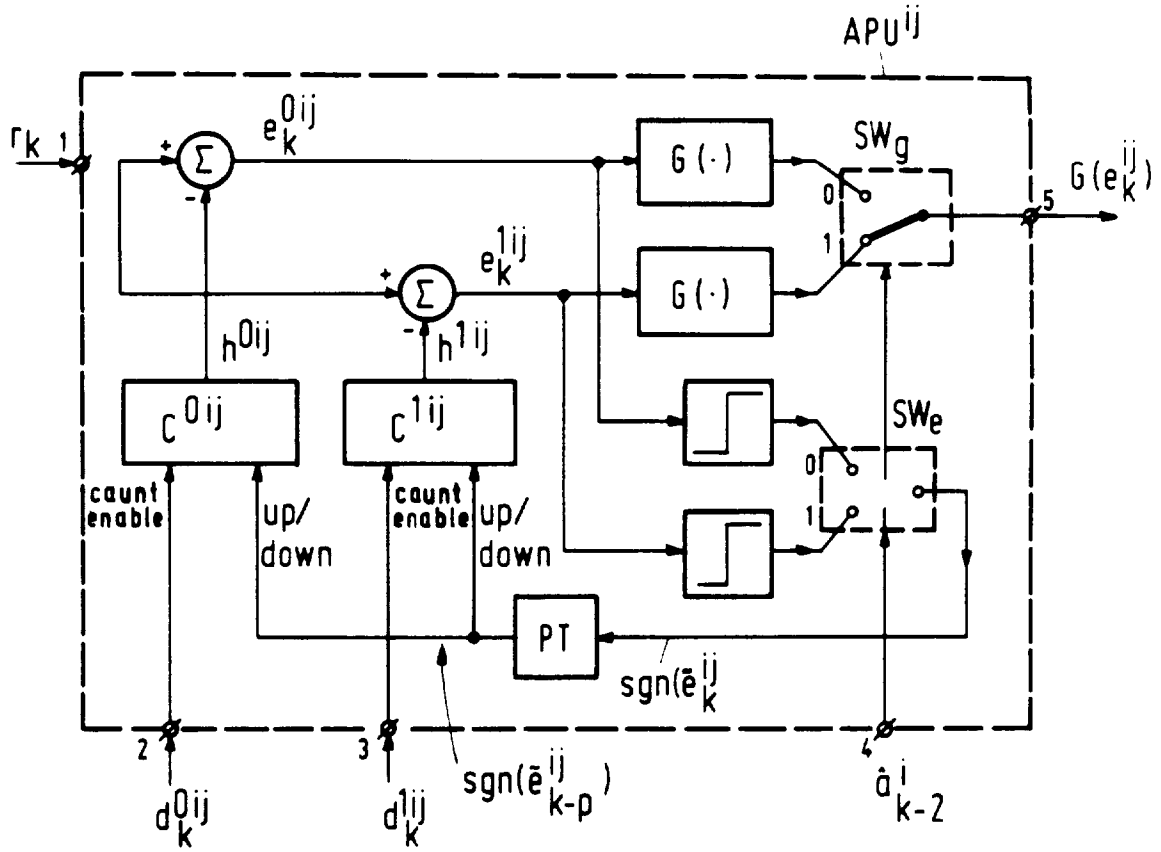 APU^ij
r_k 1
+ Σ -
e_k^0ij
G(·)
SW_g
0
1
5 G(e_k^ij)
+ Σ -
e_k^1ij
G(·)
h^0ij
h^1ij
C^0ij
C^1ij
SW_e
0
1
caunt
enable
up/
down
caunt
enable
up/
down
PT
sgn(ẽ_k^ij
2
3
4
d_k^0ij
d_k^1ij
sgn(ẽ_k-p^ij)
â_k-2^i